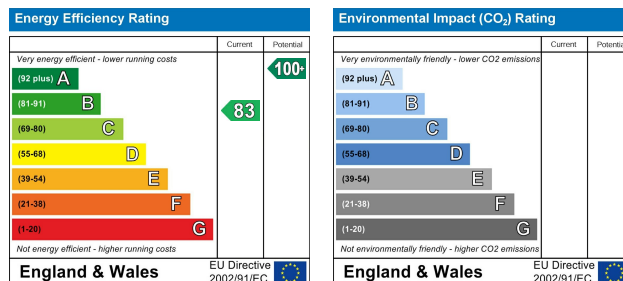 Energy Efficiency Rating
Current Potential
Very energy efficient - lower running costs
(92 plus) A
(81-91) B
(69-80) C
(55-68) D
(39-54) E
(21-38) F
(1-20) G
100+
83
Not energy efficient - higher running costs
England & Wales
EU Directive
2002/91/EC
Environmental Impact (CO2) Rating
Current Potentia
Very environmentally friendly - lower CO2 emissions
(92 plus) A
(81-91) B
(69-80) C
(55-68) D
(39-54) E
(21-38) F
(1-20) G
Not environmentally friendly - higher CO2 emissions
England & Wales
EU Directive
2002/91/EC